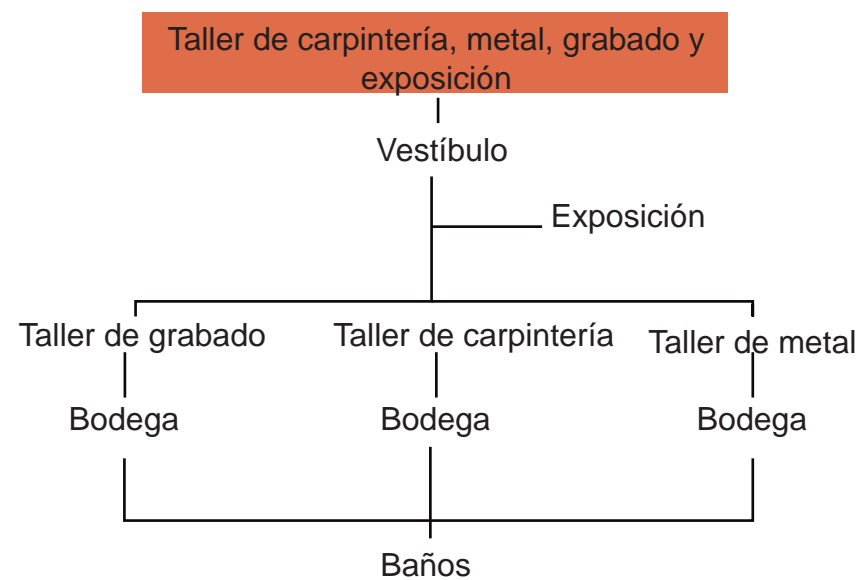 Taller de carpintería, metal, grabado y
exposición
Vestíbulo
Exposición
Taller de grabado
Taller de carpintería
Taller de metal
Bodega
Bodega
Bodega
Baños